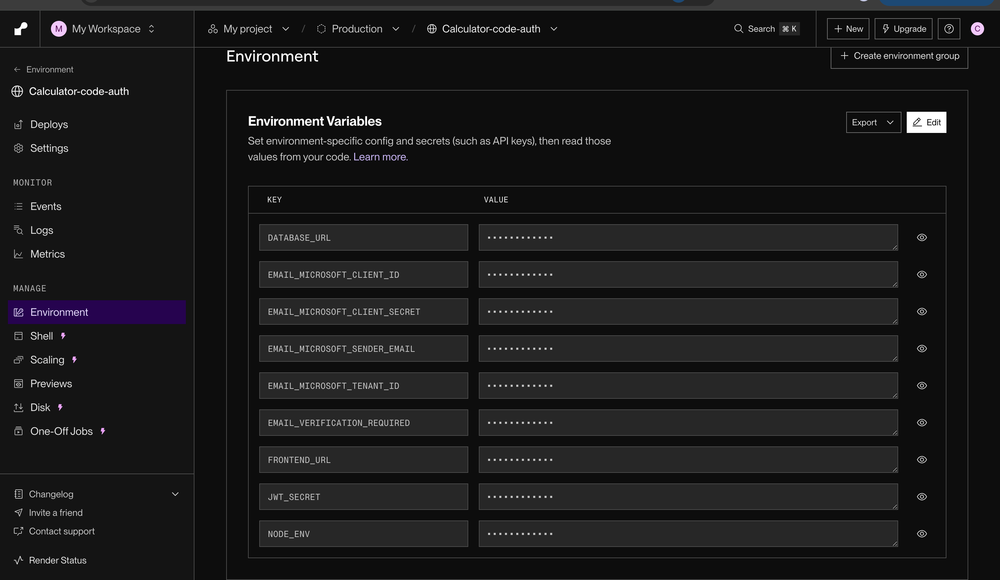 M My Workspace
My project / Production / Calculator-code-auth
Search ⌘ K
+ New
Upgrade
C
Environment
Calculator-code-auth
Deploys
Settings
MONITOR
Events
Logs
Metrics
MANAGE
Environment
Shell
Scaling
Previews
Disk
One-Off Jobs
Changelog
Invite a friend
Contact support
Render Status
Environment
+ Create environment group
Environment Variables
Export
Edit
Set environment-specific config and secrets (such as API keys), then read those
values from your code. Learn more.
KEY VALUE
DATABASE_URL ············
EMAIL_MICROSOFT_CLIENT_ID ············
EMAIL_MICROSOFT_CLIENT_SECRET ············
EMAIL_MICROSOFT_SENDER_EMAIL ············
EMAIL_MICROSOFT_TENANT_ID ············
EMAIL_VERIFICATION_REQUIRED ············
FRONTEND_URL ············
JWT_SECRET ············
NODE_ENV ············